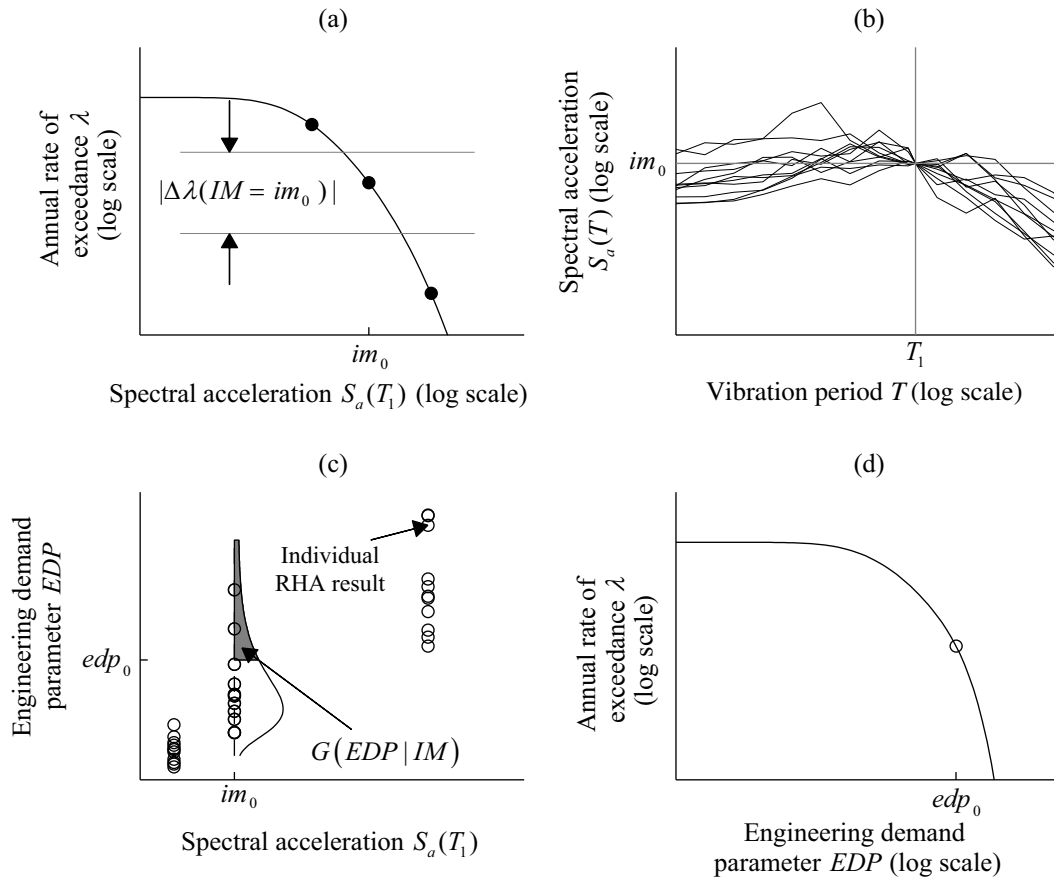 (a)
Annual rate of
exceedance λ
(log scale)
|Δλ(IM = im₀)|
im₀
Spectral acceleration Sₐ(T₁) (log scale)
(b)
Spectral acceleration
Sₐ(T) (log scale)
im₀
T₁
Vibration period T (log scale)
(c)
Engineering demand
parameter EDP
Individual
RHA result
edp₀
G(EDP | IM)
im₀
Spectral acceleration Sₐ(T₁)
(d)
Annual rate of
exceedance λ
(log scale)
edp₀
Engineering demand
parameter EDP (log scale)